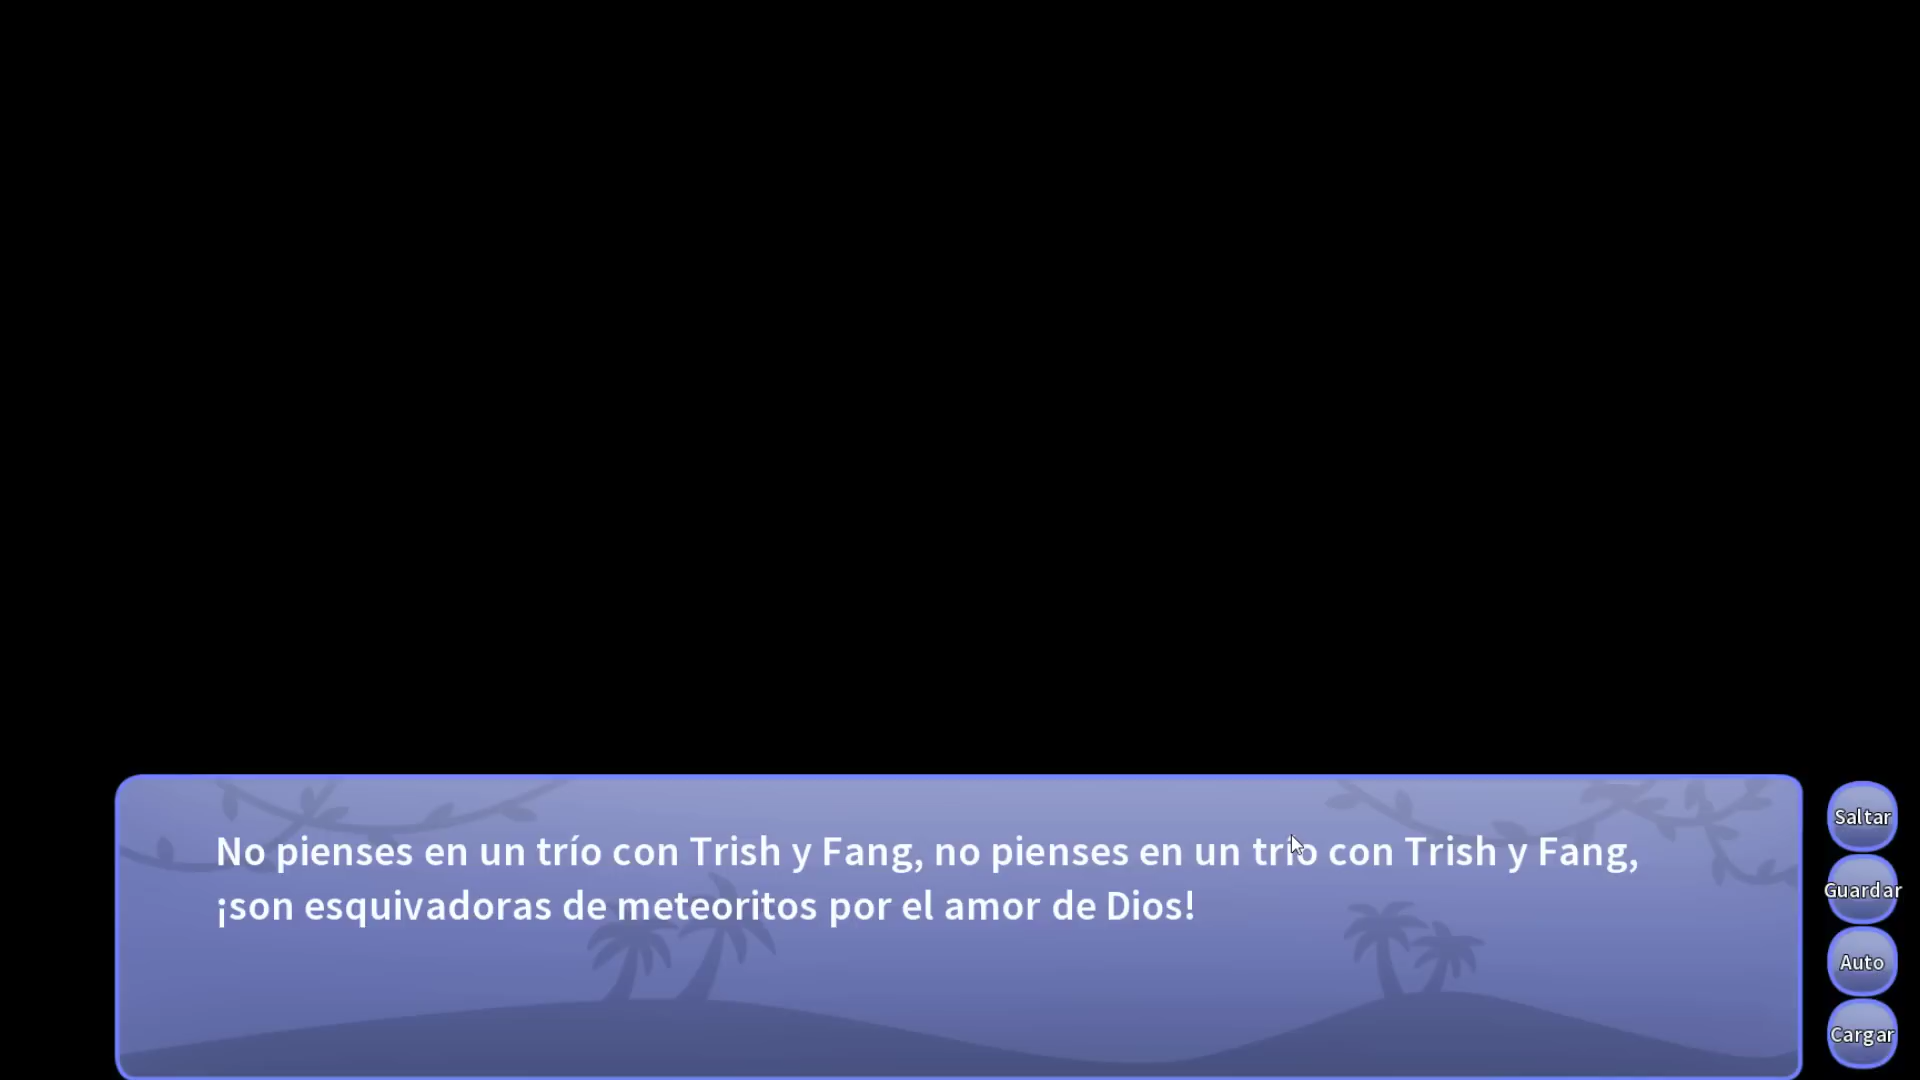 No pienses en un trío con Trish y Fang, no pienses en un trío con Trish y Fang,
¡son esquivadoras de meteoritos por el amor de Dios!
Saltar
Guardar
Auto
Cargar